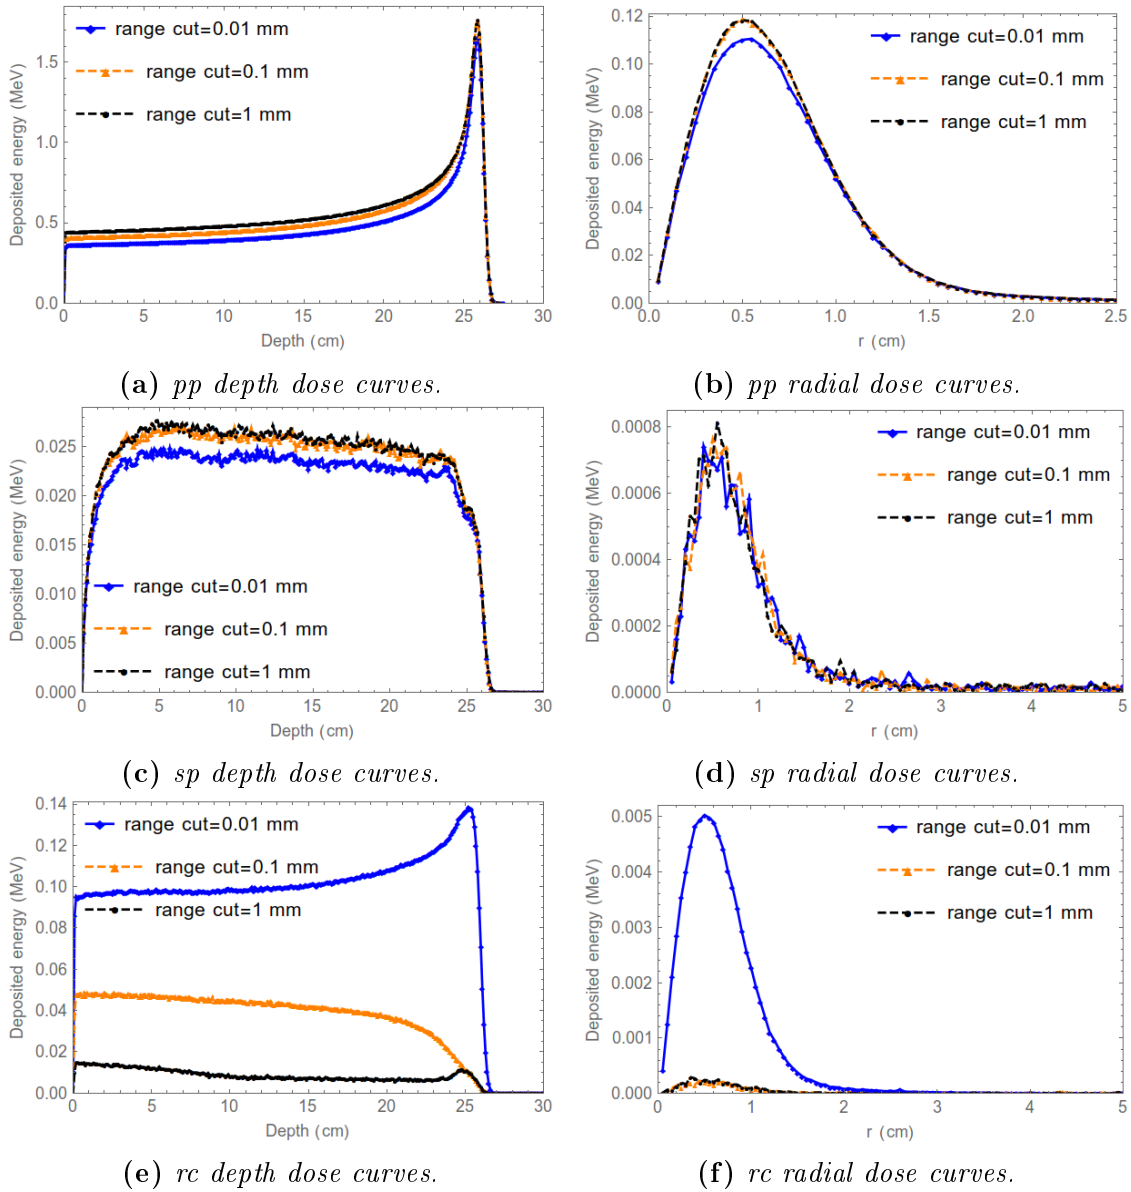 range cut=0.01 mm
range cut=0.1 mm
range cut=1 mm
Deposited energy (MeV)
1.5
1.0
0.5
0.0
0 5 10 15 20 25 30
Depth (cm)
(a) pp depth dose curves.
range cut=0.01 mm
range cut=0.1 mm
range cut=1 mm
Deposited energy (MeV)
0.12
0.10
0.08
0.06
0.04
0.02
0.00
0.0 0.5 1.0 1.5 2.0 2.5
r (cm)
(b) pp radial dose curves.
Deposited energy (MeV)
0.025
0.020
0.015
0.010
0.005
0.000
range cut=0.01 mm
range cut=0.1 mm
range cut=1 mm
0 5 10 15 20 25 30
Depth (cm)
(c) sp depth dose curves.
range cut=0.01 mm
range cut=0.1 mm
range cut=1 mm
Deposited energy (MeV)
0.0008
0.0006
0.0004
0.0002
0.0000
0 1 2 3 4 5
r (cm)
(d) sp radial dose curves.
range cut=0.01 mm
range cut=0.1 mm
range cut=1 mm
Deposited energy (MeV)
0.14
0.12
0.10
0.08
0.06
0.04
0.02
0.00
0 5 10 15 20 25 30
Depth (cm)
(e) rc depth dose curves.
range cut=0.01 mm
range cut=0.1 mm
range cut=1 mm
Deposited energy (MeV)
0.005
0.004
0.003
0.002
0.001
0.000
0 1 2 3 4 5
r (cm)
(f) rc radial dose curves.